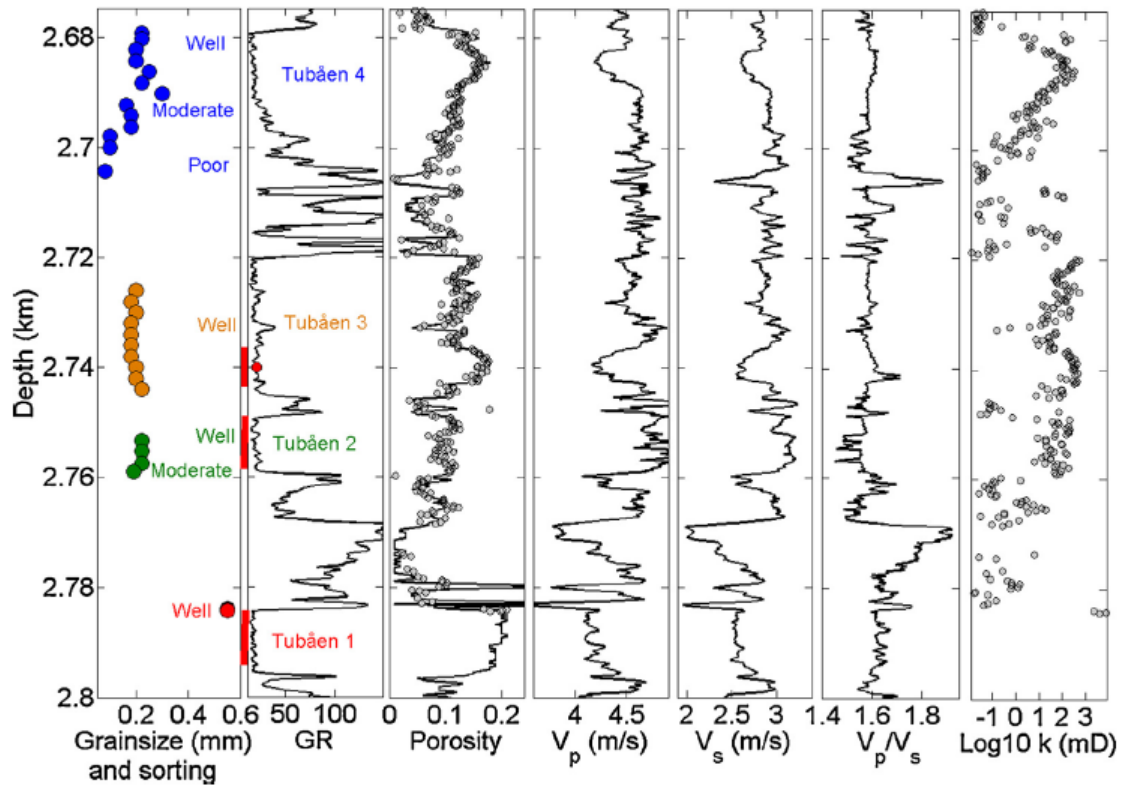 2.68
2.7
2.72
2.74
2.76
2.78
2.8
Depth (km)
Well
Moderate
Poor
Well
Well
Moderate
Well
Tubåen 4
Tubåen 3
Tubåen 2
Tubåen 1
0.2 0.4 0.6
Grainsize (mm)
and sorting
50 100
GR
0 0.1 0.2
Porosity
4 4.5
Vp (m/s)
2 2.5 3
Vs (m/s)
1.4 1.6 1.8
Vp/Vs
-1 0 1 2 3
Log10 k (mD)